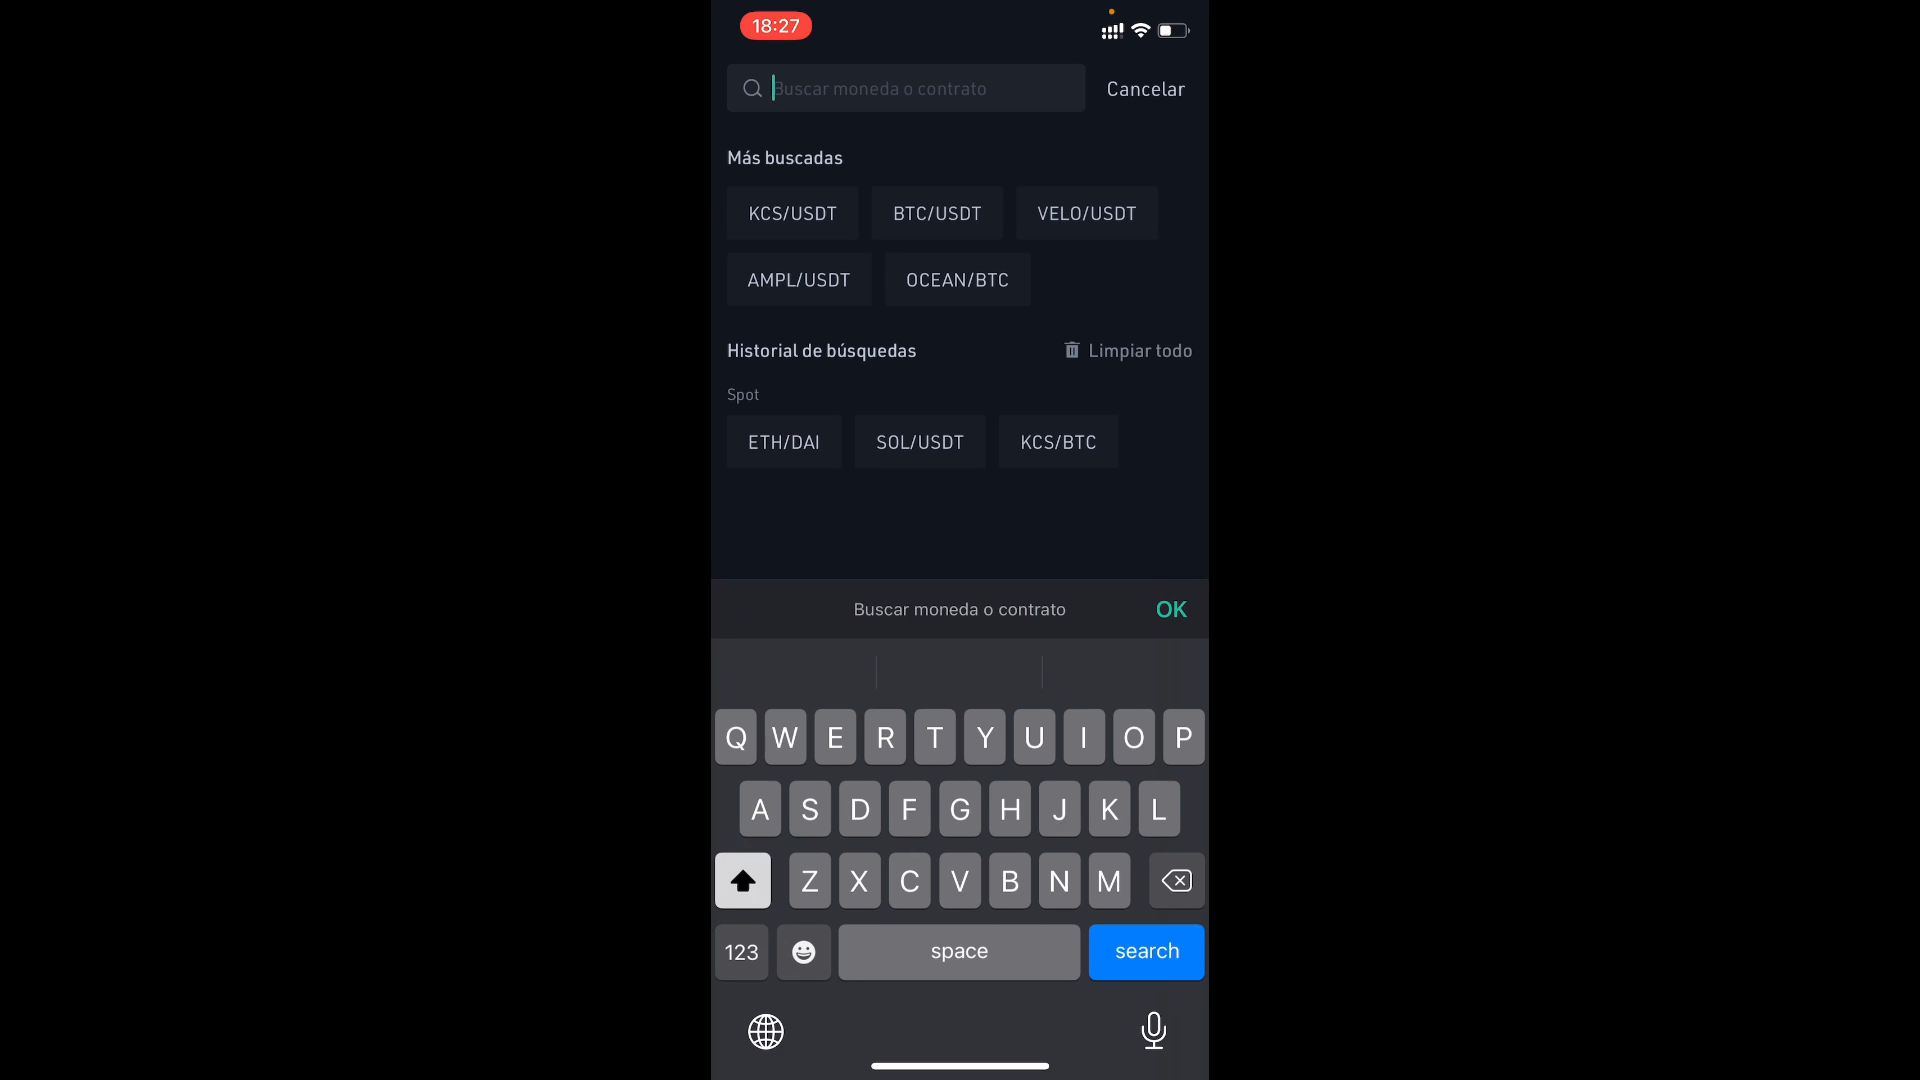 18:27
Buscar moneda o contrato
Cancelar
Más buscadas
KCS/USDT BTC/USDT VELO/USDT
AMPL/USDT OCEAN/BTC
Historial de búsquedas Limpiar todo
Spot
ETH/DAI SOL/USDT KCS/BTC
Buscar moneda o contrato OK
Q W E R T Y U I O P
A S D F G H J K L
Z X C V B N M
123 space search